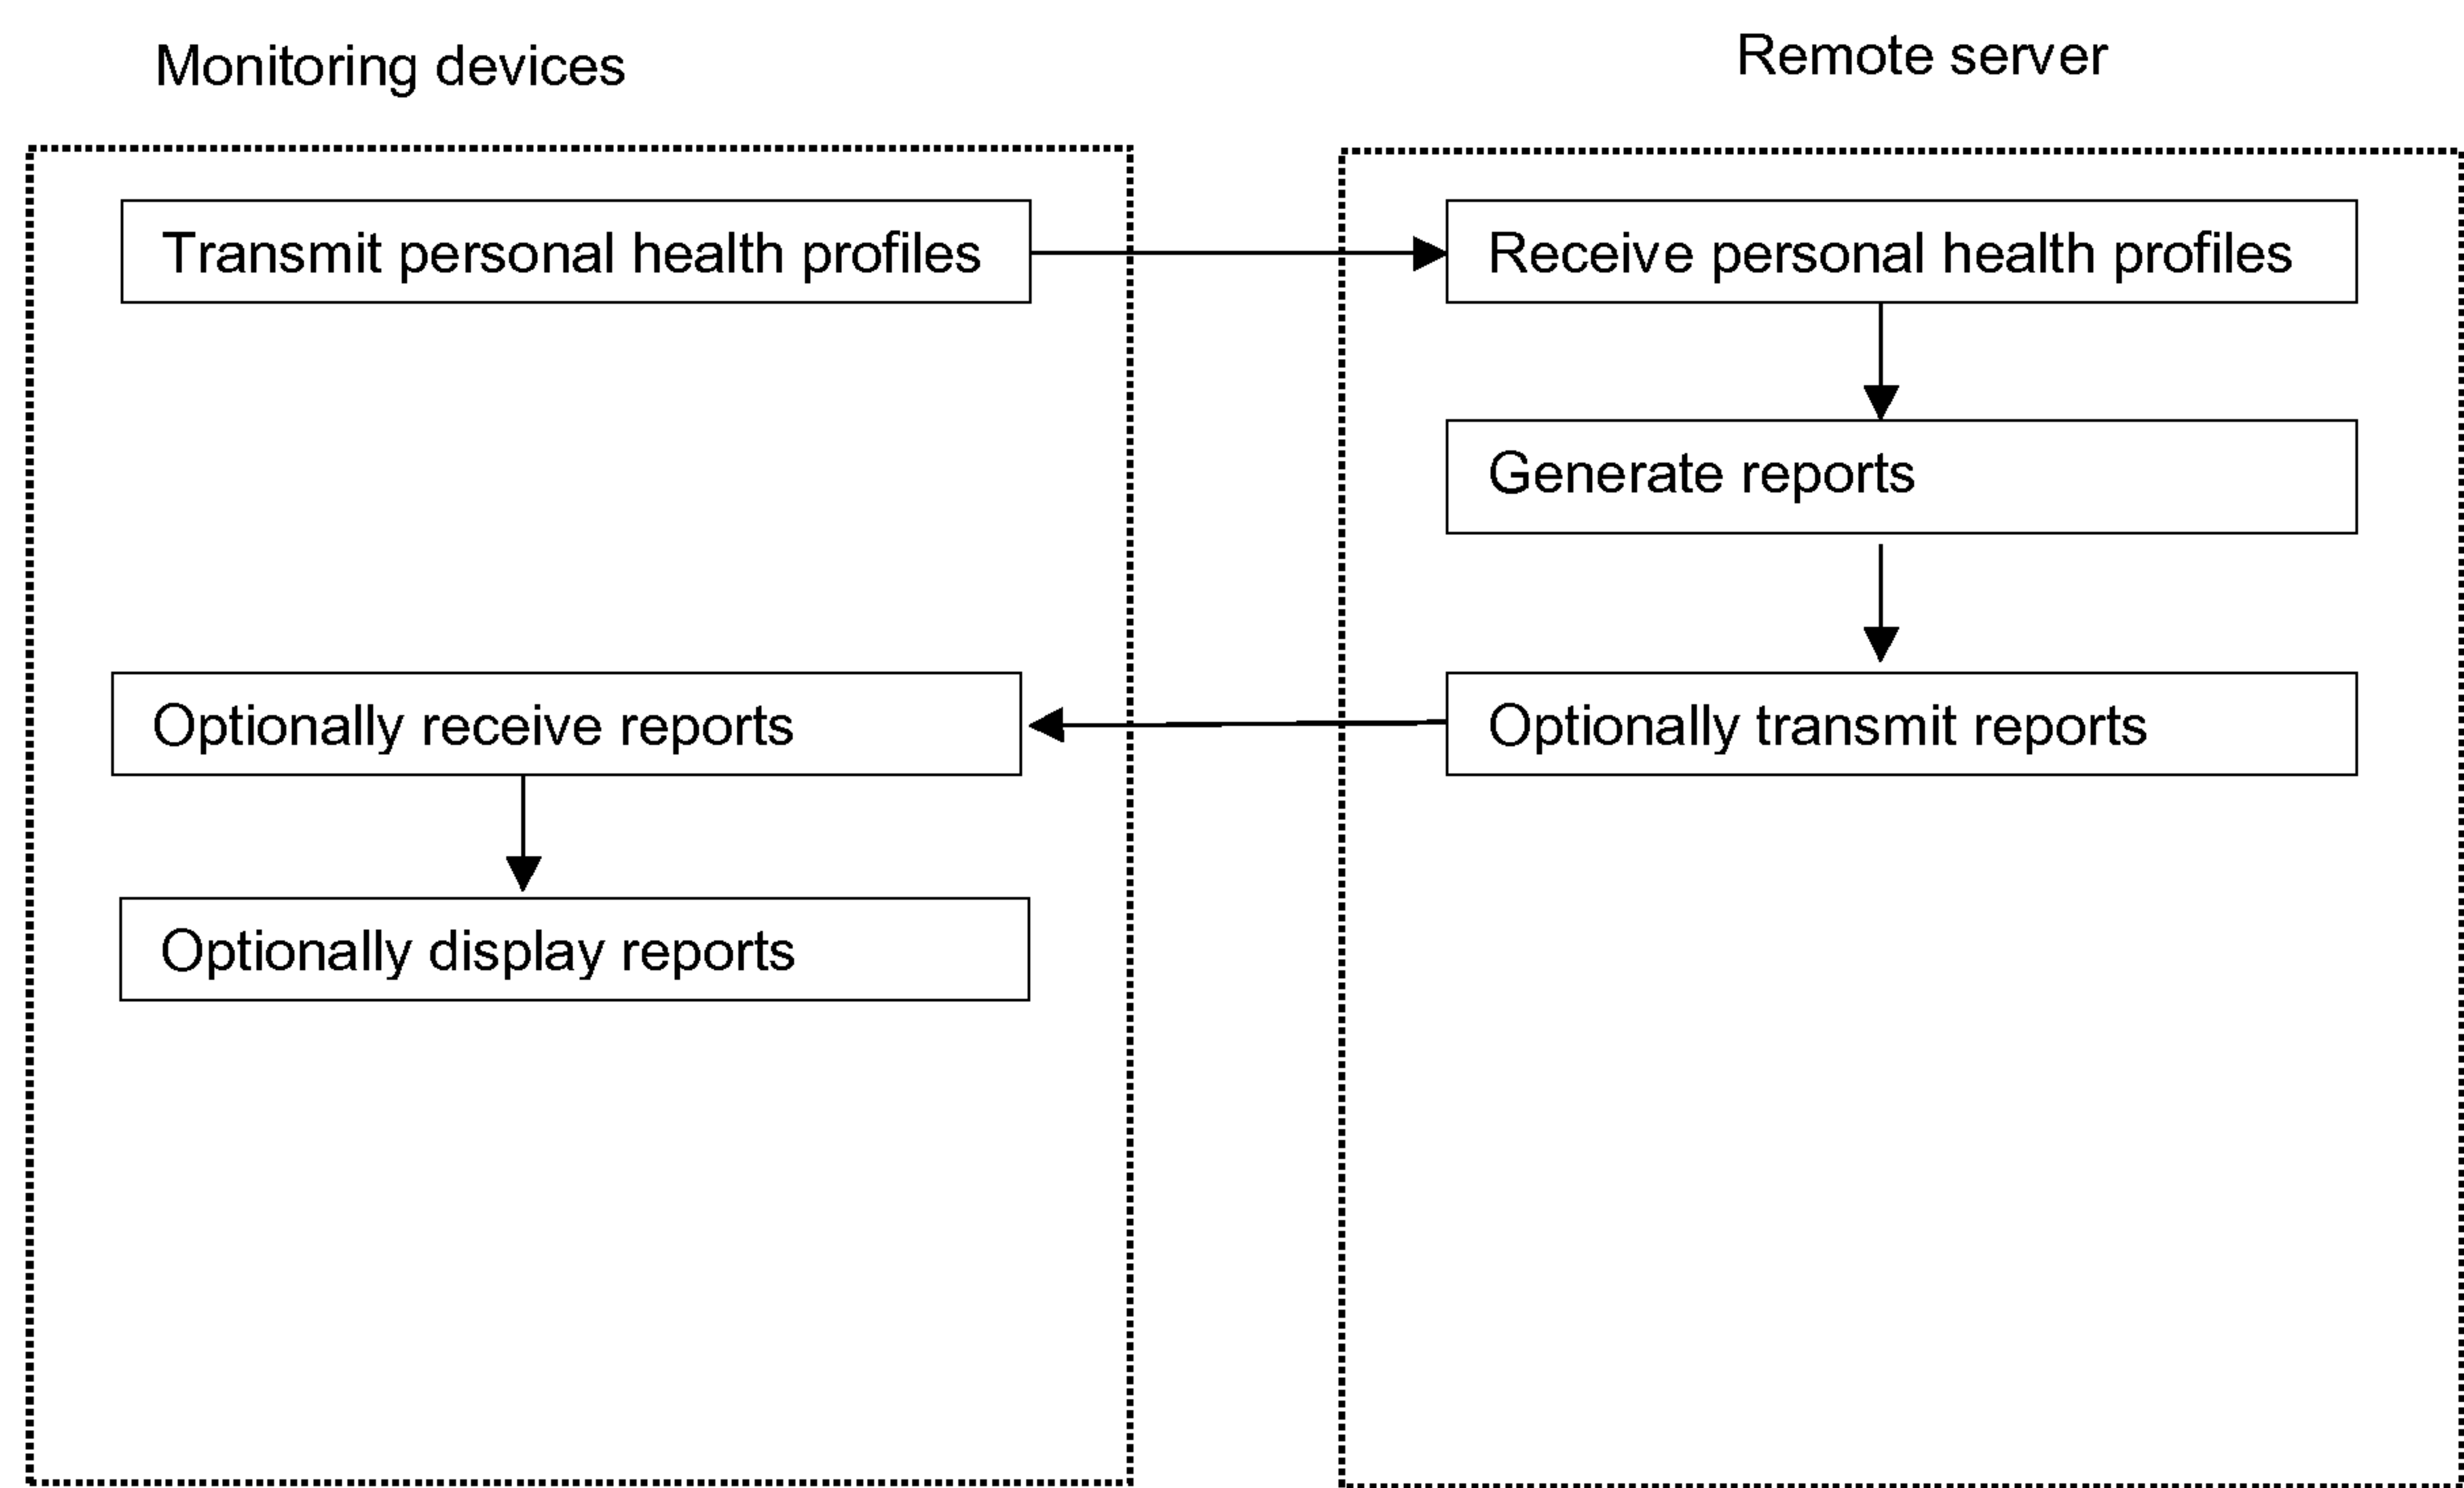 Monitoring devices
Remote server
Transmit personal health profiles
Receive personal health profiles
Generate reports
Optionally receive reports
Optionally transmit reports
Optionally display reports